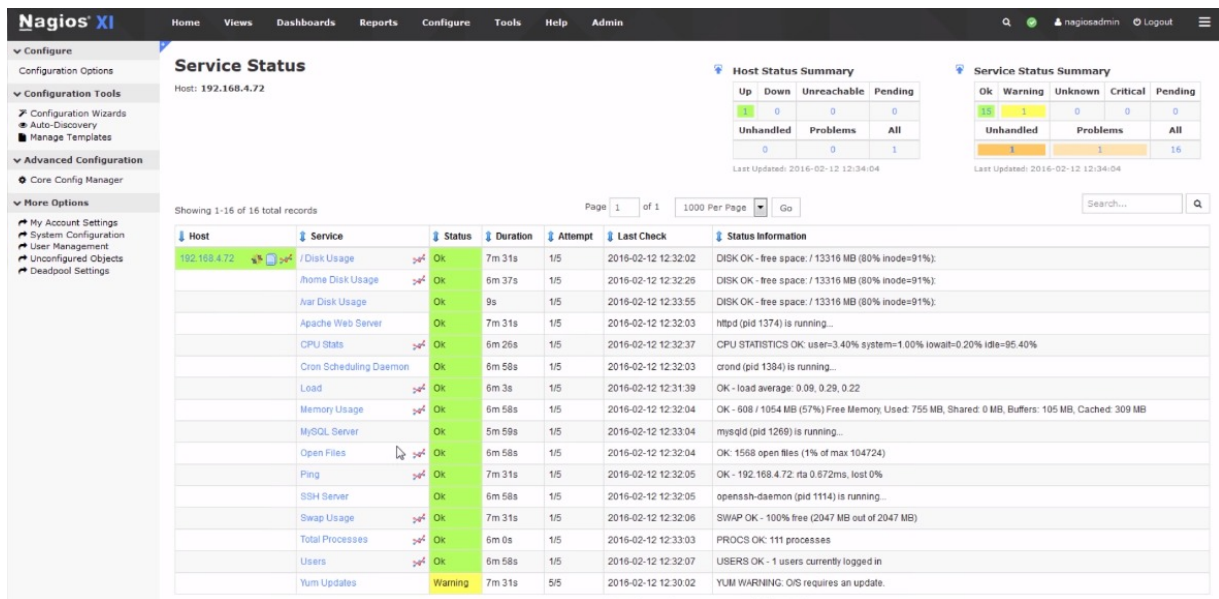 Nagios® XI
Home Views Dashboards Reports Configure Tools Help Admin
nagiosadmin Logout
Configure
Configuration Options
Configuration Tools
Configuration Wizards
Auto-Discovery
Manage Templates
Advanced Configuration
Core Config Manager
More Options
My Account Settings
System Configuration
User Management
Unconfigured Objects
Deadpool Settings
Service Status
Host: 192.168.4.72
Host Status Summary
Up Down Unreachable Pending
1 0 0 0
Unhandled Problems All
0 0 1
Last Updated: 2016-02-12 12:34:04
Service Status Summary
Ok Warning Unknown Critical Pending
15 1 0 0 0
Unhandled Problems All
1 1 16
Last Updated: 2016-02-12 12:34:04
Showing 1-16 of 16 total records
Page 1 of 1 1000 Per Page Go
Search...
Host Service Status Duration Attempt Last Check Status Information
192.168.4.72 / Disk Usage Ok 7m 31s 1/5 2016-02-12 12:32:02 DISK OK - free space: / 13316 MB (80% inode=91%):
/home Disk Usage Ok 6m 37s 1/5 2016-02-12 12:32:26 DISK OK - free space: / 13316 MB (80% inode=91%):
/var Disk Usage Ok 9s 1/5 2016-02-12 12:33:55 DISK OK - free space: / 13316 MB (80% inode=91%):
Apache Web Server Ok 7m 31s 1/5 2016-02-12 12:32:03 httpd (pid 1374) is running...
CPU Stats Ok 6m 26s 1/5 2016-02-12 12:32:37 CPU STATISTICS OK: user=3.40% system=1.00% iowait=0.20% idle=95.40%
Cron Scheduling Daemon Ok 6m 58s 1/5 2016-02-12 12:32:03 crond (pid 1384) is running...
Load Ok 6m 3s 1/5 2016-02-12 12:31:39 OK - load average: 0.09, 0.29, 0.22
Memory Usage Ok 6m 58s 1/5 2016-02-12 12:32:04 OK - 608 / 1054 MB (57%) Free Memory, Used: 755 MB, Shared: 0 MB, Buffers: 105 MB, Cached: 309 MB
MySQL Server Ok 5m 59s 1/5 2016-02-12 12:33:04 mysqld (pid 1269) is running...
Open Files Ok 6m 58s 1/5 2016-02-12 12:32:04 OK: 1568 open files (1% of max 104724)
Ping Ok 7m 31s 1/5 2016-02-12 12:32:05 OK - 192.168.4.72: rta 0.672ms, lost 0%
SSH Server Ok 6m 58s 1/5 2016-02-12 12:32:05 openssh-daemon (pid 1114) is running...
Swap Usage Ok 7m 31s 1/5 2016-02-12 12:32:06 SWAP OK - 100% free (2047 MB out of 2047 MB)
Total Processes Ok 6m 0s 1/5 2016-02-12 12:33:03 PROCS OK: 111 processes
Users Ok 6m 58s 1/5 2016-02-12 12:32:07 USERS OK - 1 users currently logged in
Yum Updates Warning 7m 31s 5/5 2016-02-12 12:30:02 YUM WARNING: O/S requires an update.